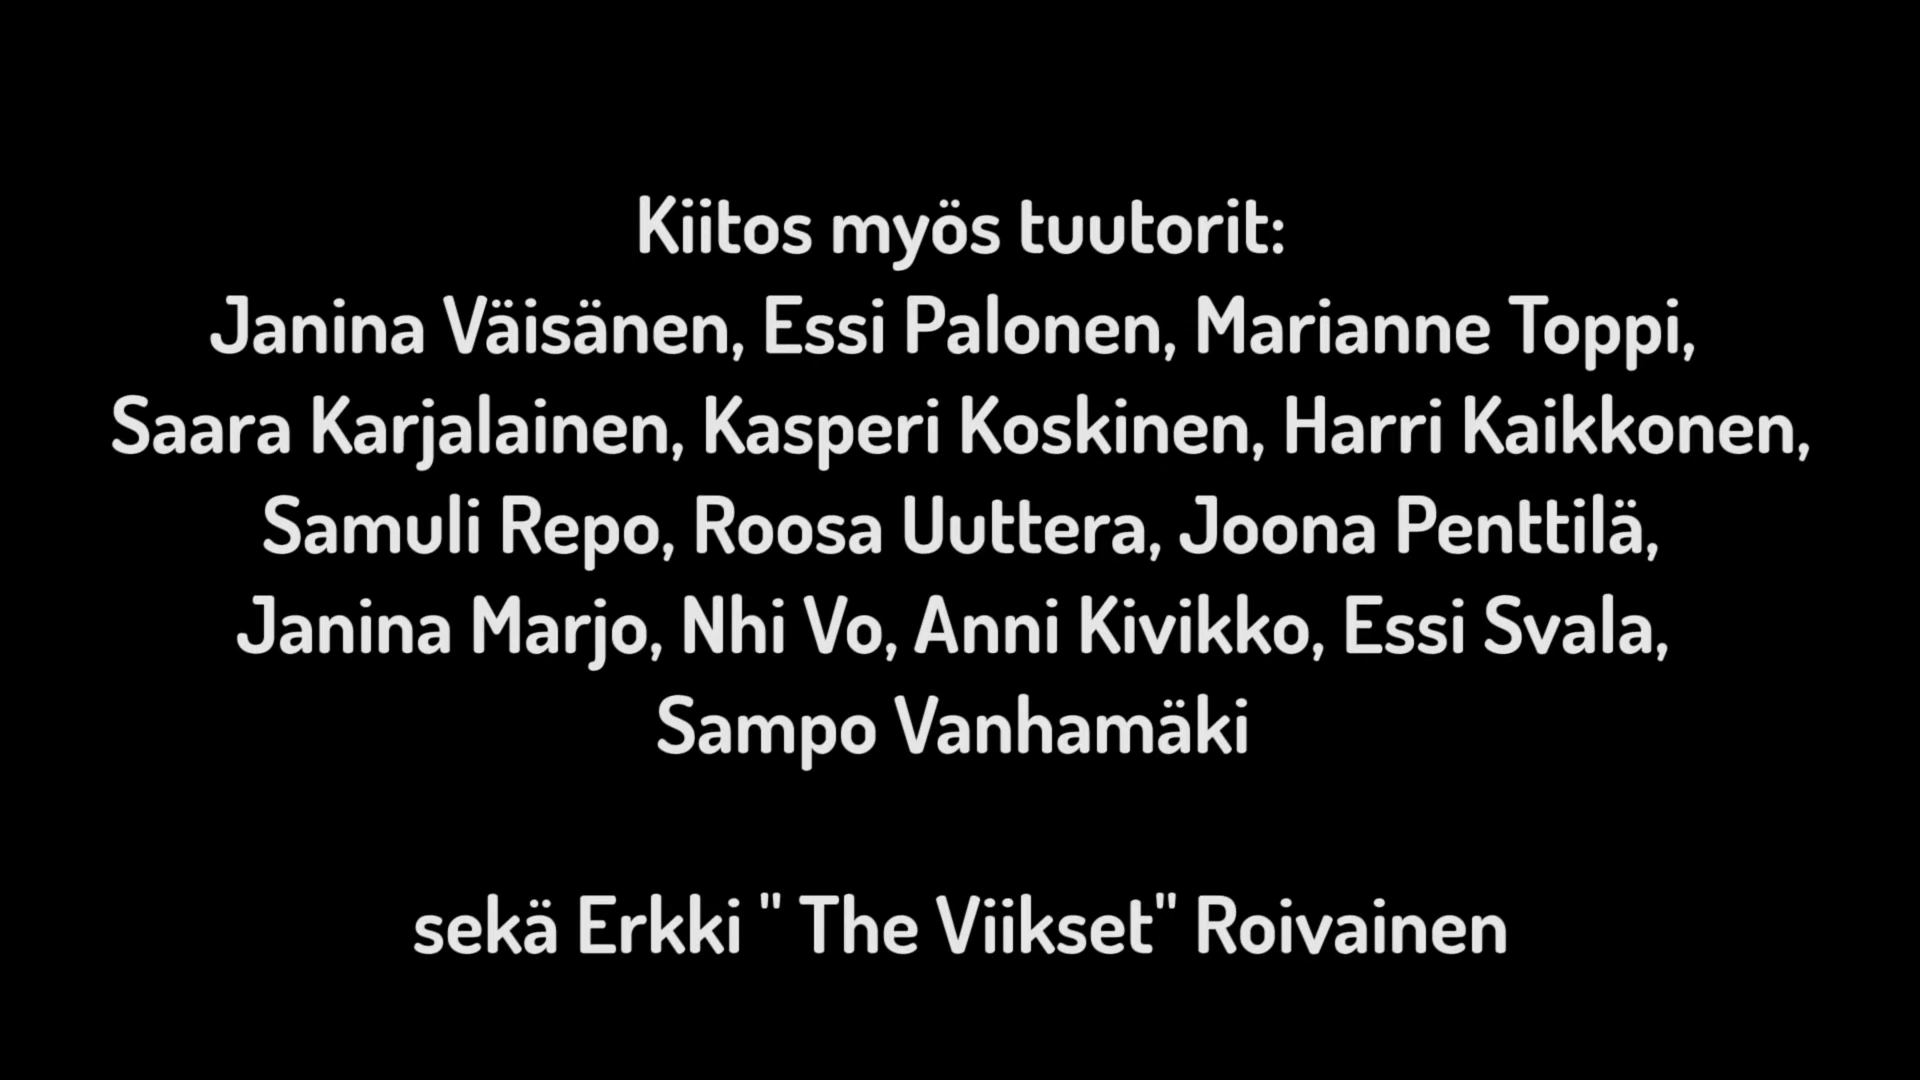 Kiitos myös tuutorit:
Janina Väisänen, Essi Palonen, Marianne Toppi,
Saara Karjalainen, Kasperi Koskinen, Harri Kaikkonen,
Samuli Repo, Roosa Uuttera, Joona Penttilä,
Janina Marjo, Nhi Vo, Anni Kivikko, Essi Svala,
Sampo Vanhamäki
sekä Erkki " The Viikset" Roivainen